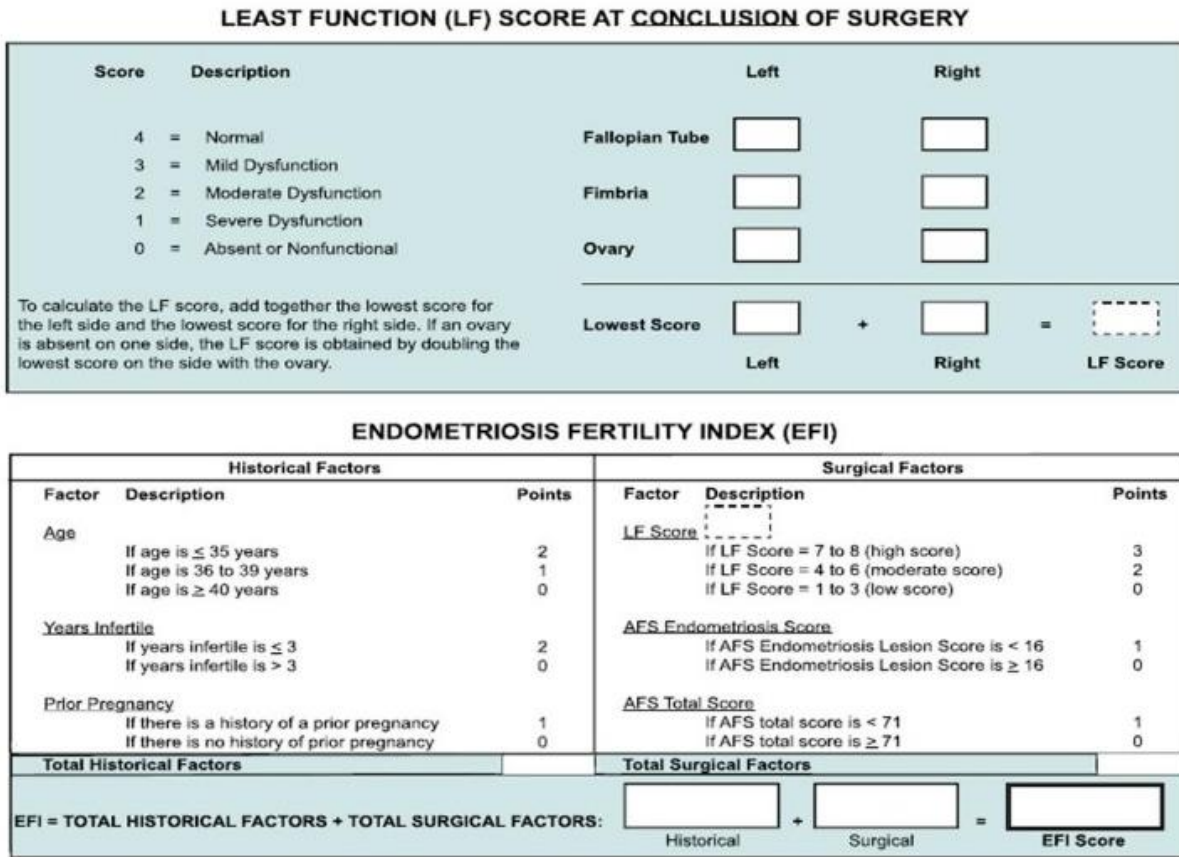 LEAST FUNCTION (LF) SCORE AT CONCLUSION OF SURGERY
Score Description Left Right
4 = Normal Fallopian Tube
3 = Mild Dysfunction
2 = Moderate Dysfunction Fimbria
1 = Severe Dysfunction
0 = Absent or Nonfunctional Ovary
To calculate the LF score, add together the lowest score for
the left side and the lowest score for the right side. If an ovary
is absent on one side, the LF score is obtained by doubling the
lowest score on the side with the ovary.
Lowest Score + =
Left Right LF Score
ENDOMETRIOSIS FERTILITY INDEX (EFI)
Historical Factors
Factor Description Points
Age
If age is ≤ 35 years 2
If age is 36 to 39 years 1
If age is ≥ 40 years 0
Years Infertile
If years infertile is ≤ 3 2
If years infertile is > 3 0
Prior Pregnancy
If there is a history of a prior pregnancy 1
If there is no history of prior pregnancy 0
Total Historical Factors
Surgical Factors
Factor Description Points
LF Score
If LF Score = 7 to 8 (high score) 3
If LF Score = 4 to 6 (moderate score) 2
If LF Score = 1 to 3 (low score) 0
AFS Endometriosis Score
If AFS Endometriosis Lesion Score is < 16 1
If AFS Endometriosis Lesion Score is ≥ 16 0
AFS Total Score
If AFS total score is < 71 1
If AFS total score is ≥ 71 0
Total Surgical Factors
EFI = TOTAL HISTORICAL FACTORS + TOTAL SURGICAL FACTORS: + =
Historical Surgical EFI Score